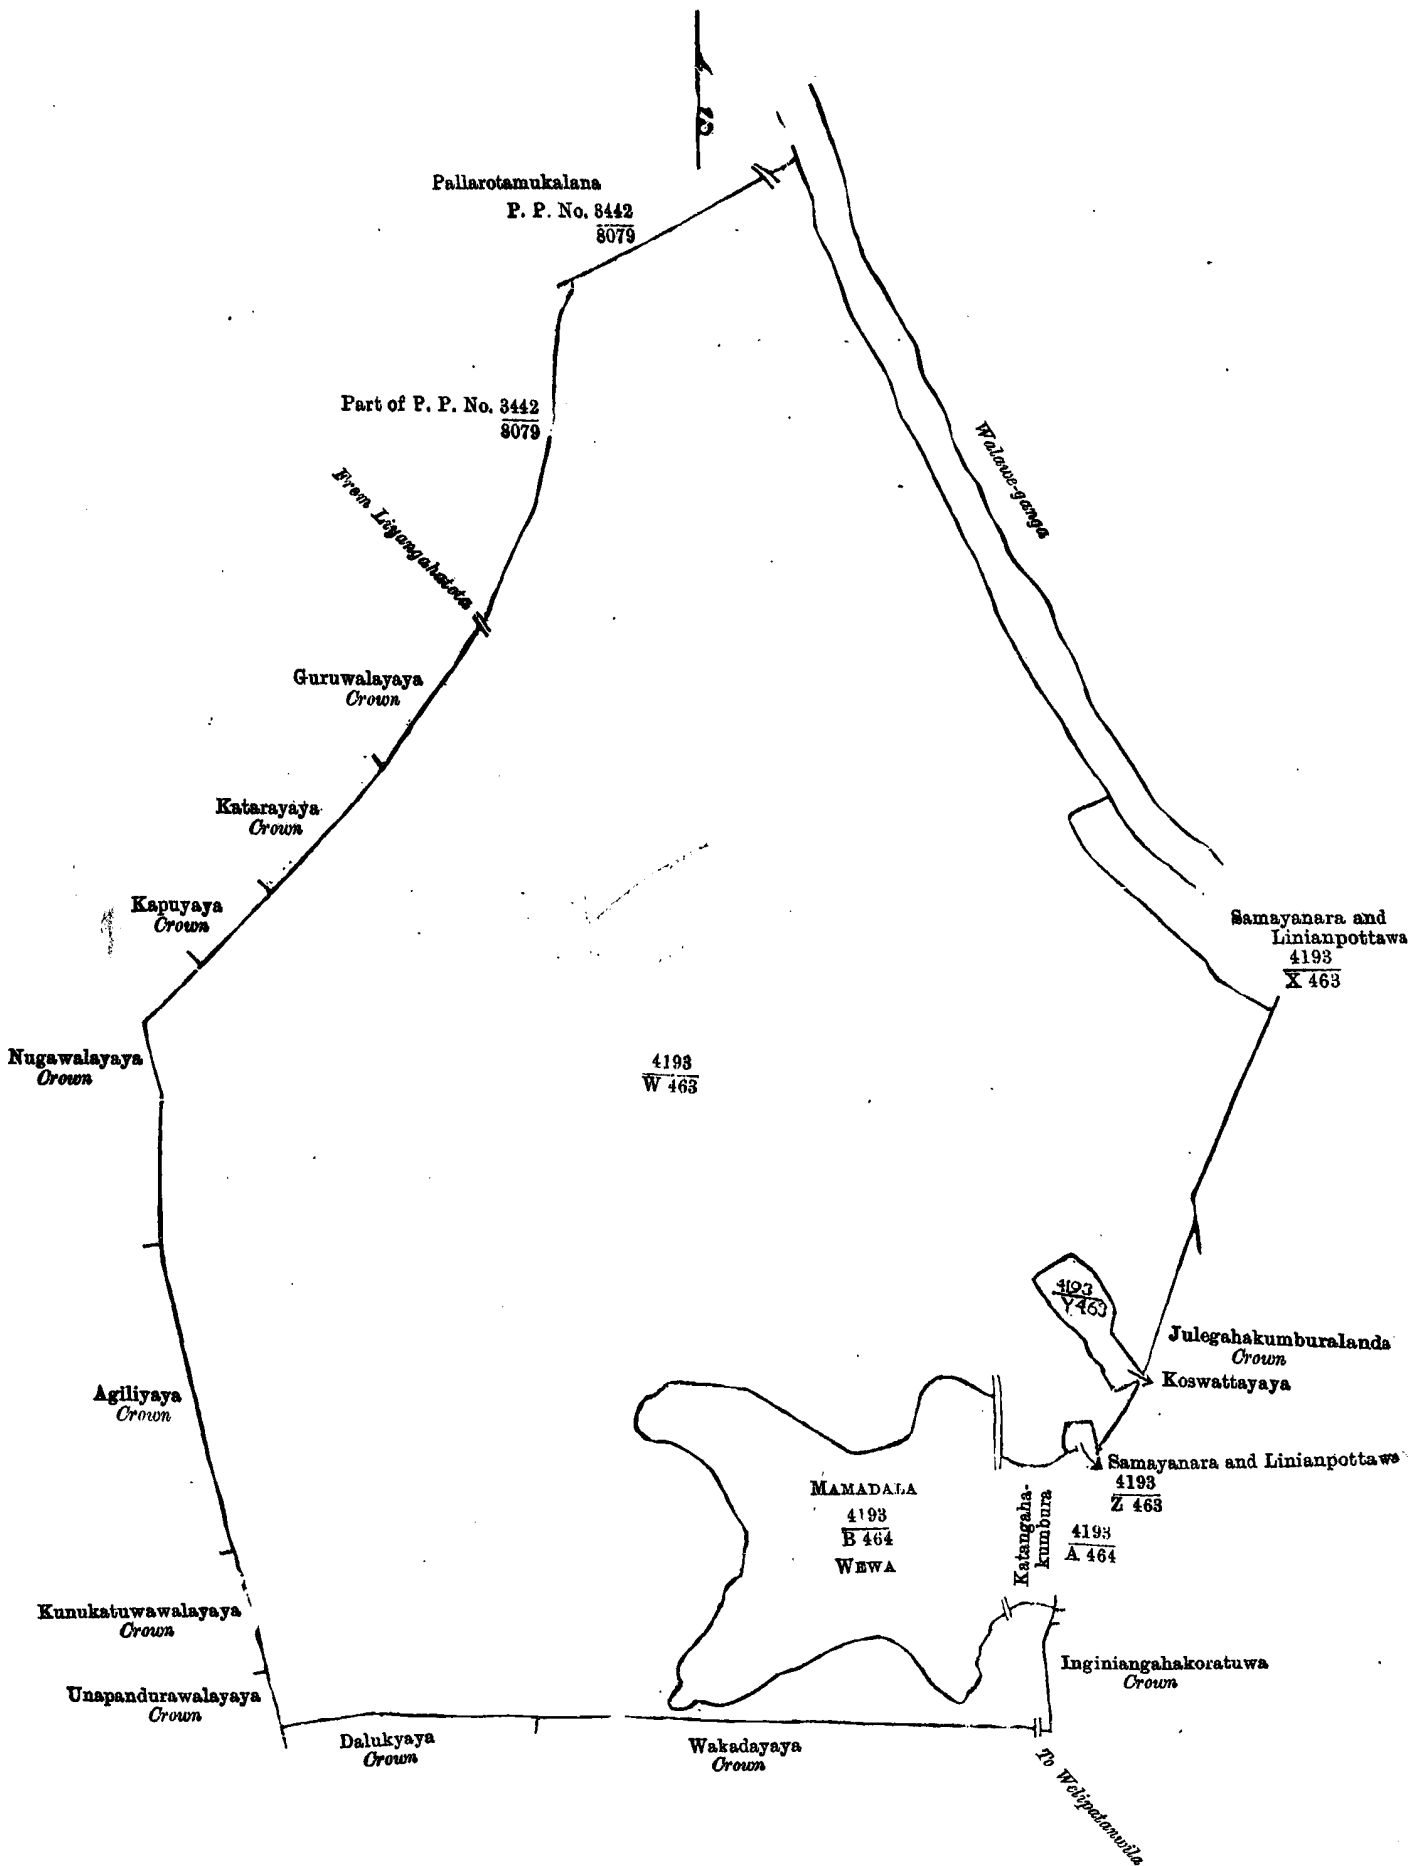 Pallarotamukalana
P. P. No. 3442
8079
Part of P. P. No. 3442
8079
Walawe-ganga
From Liyangahatota
Guruwalayaya
Crown
Katarayaya
Crown
Kapuyaya
Crown
Samayanara and
Linianpottawa
4193
X 463
Nugawalayaya
Crown
4193
W 463
4193
Y 463
Julegahakumburalanda
Crown
Koswattayaya
Agiliyaya
Crown
Samayanara and Linianpottawa
4193
Z 463
MAMADALA
4193
B 464
WEWA
Katangaha-
kumbura
4193
A 464
Kunukatuwawalayaya
Crown
Inginiangahakoratuwa
Crown
Unapandurawalayaya
Crown
Dalukyaya
Crown
Wakadayaya
Crown
To Welipatanwila